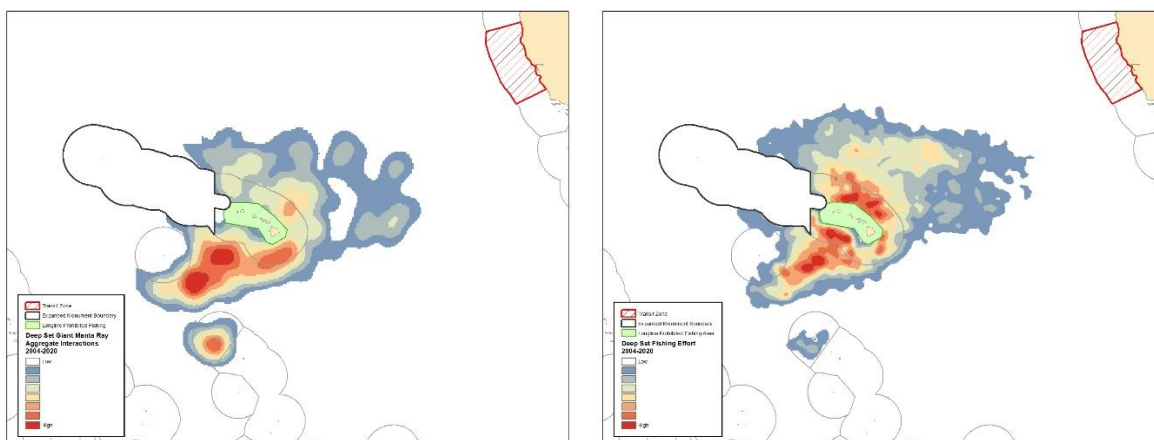 Transit Zone
Expanded Monument Boundary
Longline Prohibited Fishing
Deep Set Giant Manta Ray
Aggregate Interactions
2004-2020
Low
High
Transit Zone
Expanded Monument Boundary
Longline Prohibited Fishing Area
Deep Set Fishing Effort
2004-2020
Low
High